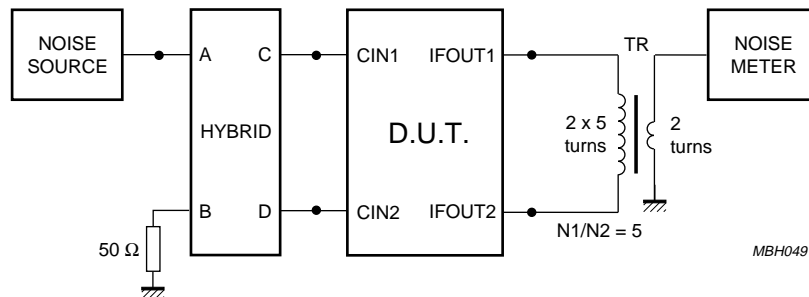 NOISE
SOURCE
A
C
HYBRID
B
D
50 Ω
CIN1
IFOUT1
D.U.T.
CIN2
IFOUT2
TR
2 x 5
turns
2
turns
N1/N2 = 5
NOISE
METER
MBH049